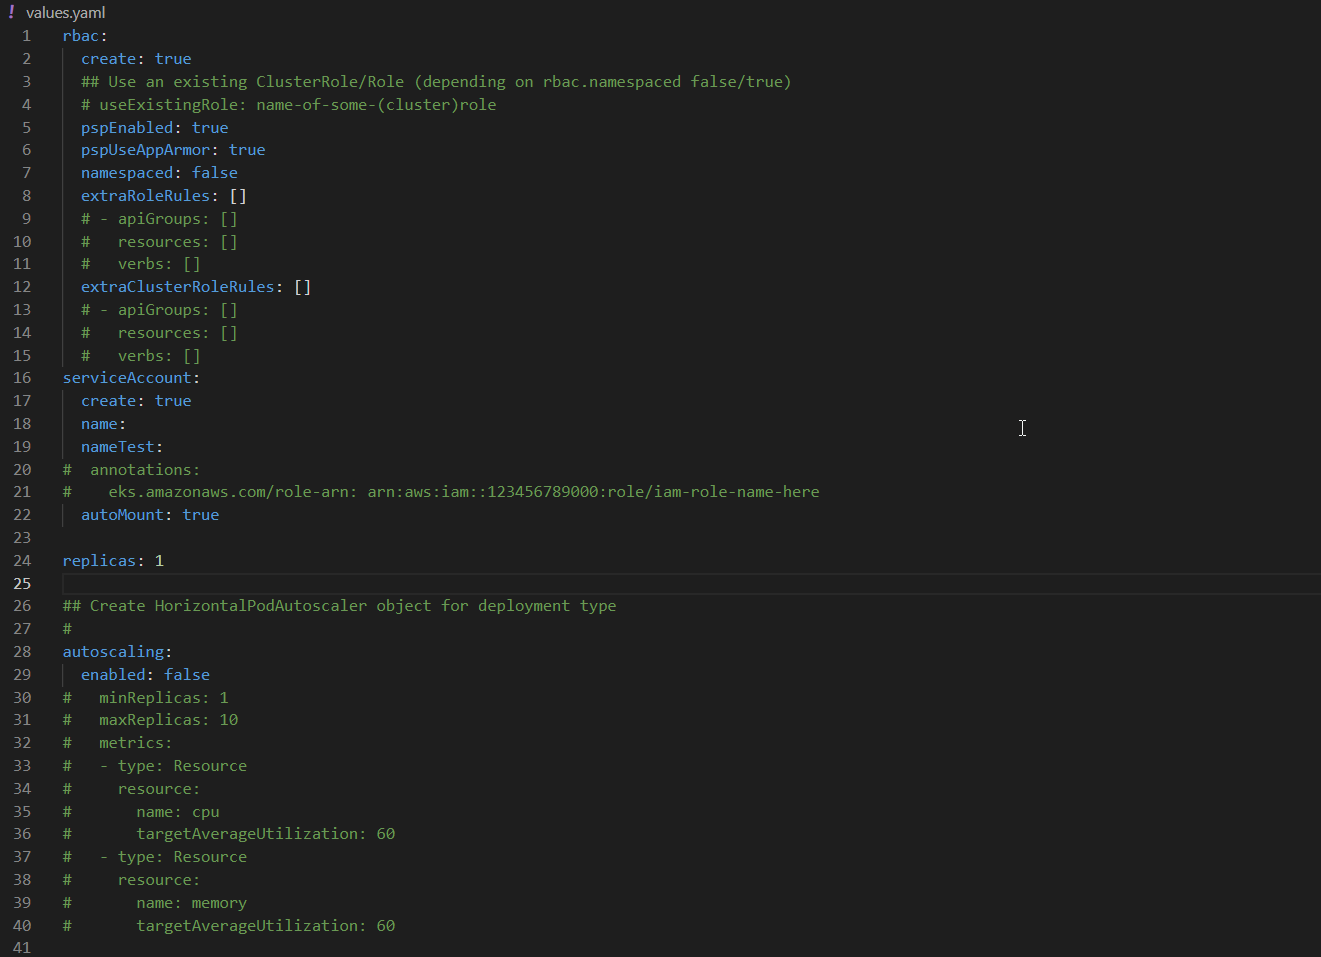 ! values.yaml
1 rbac:
2   create: true
3   ## Use an existing ClusterRole/Role (depending on rbac.namespaced false/true)
4   # useExistingRole: name-of-some-(cluster)role
5   pspEnabled: true
6   pspUseAppArmor: true
7   namespaced: false
8   extraRoleRules: []
9   # - apiGroups: []
10   #   resources: []
11   #   verbs: []
12   extraClusterRoleRules: []
13   # - apiGroups: []
14   #   resources: []
15   #   verbs: []
16 serviceAccount:
17   create: true
18   name:
19   nameTest:
20 #  annotations:
21 #    eks.amazonaws.com/role-arn: arn:aws:iam::123456789000:role/iam-role-name-here
22   autoMount: true
23
24 replicas: 1
25
26 ## Create HorizontalPodAutoscaler object for deployment type
27 #
28 autoscaling:
29   enabled: false
30 #   minReplicas: 1
31 #   maxReplicas: 10
32 #   metrics:
33 #   - type: Resource
34 #     resource:
35 #       name: cpu
36 #       targetAverageUtilization: 60
37 #   - type: Resource
38 #     resource:
39 #       name: memory
40 #       targetAverageUtilization: 60
41